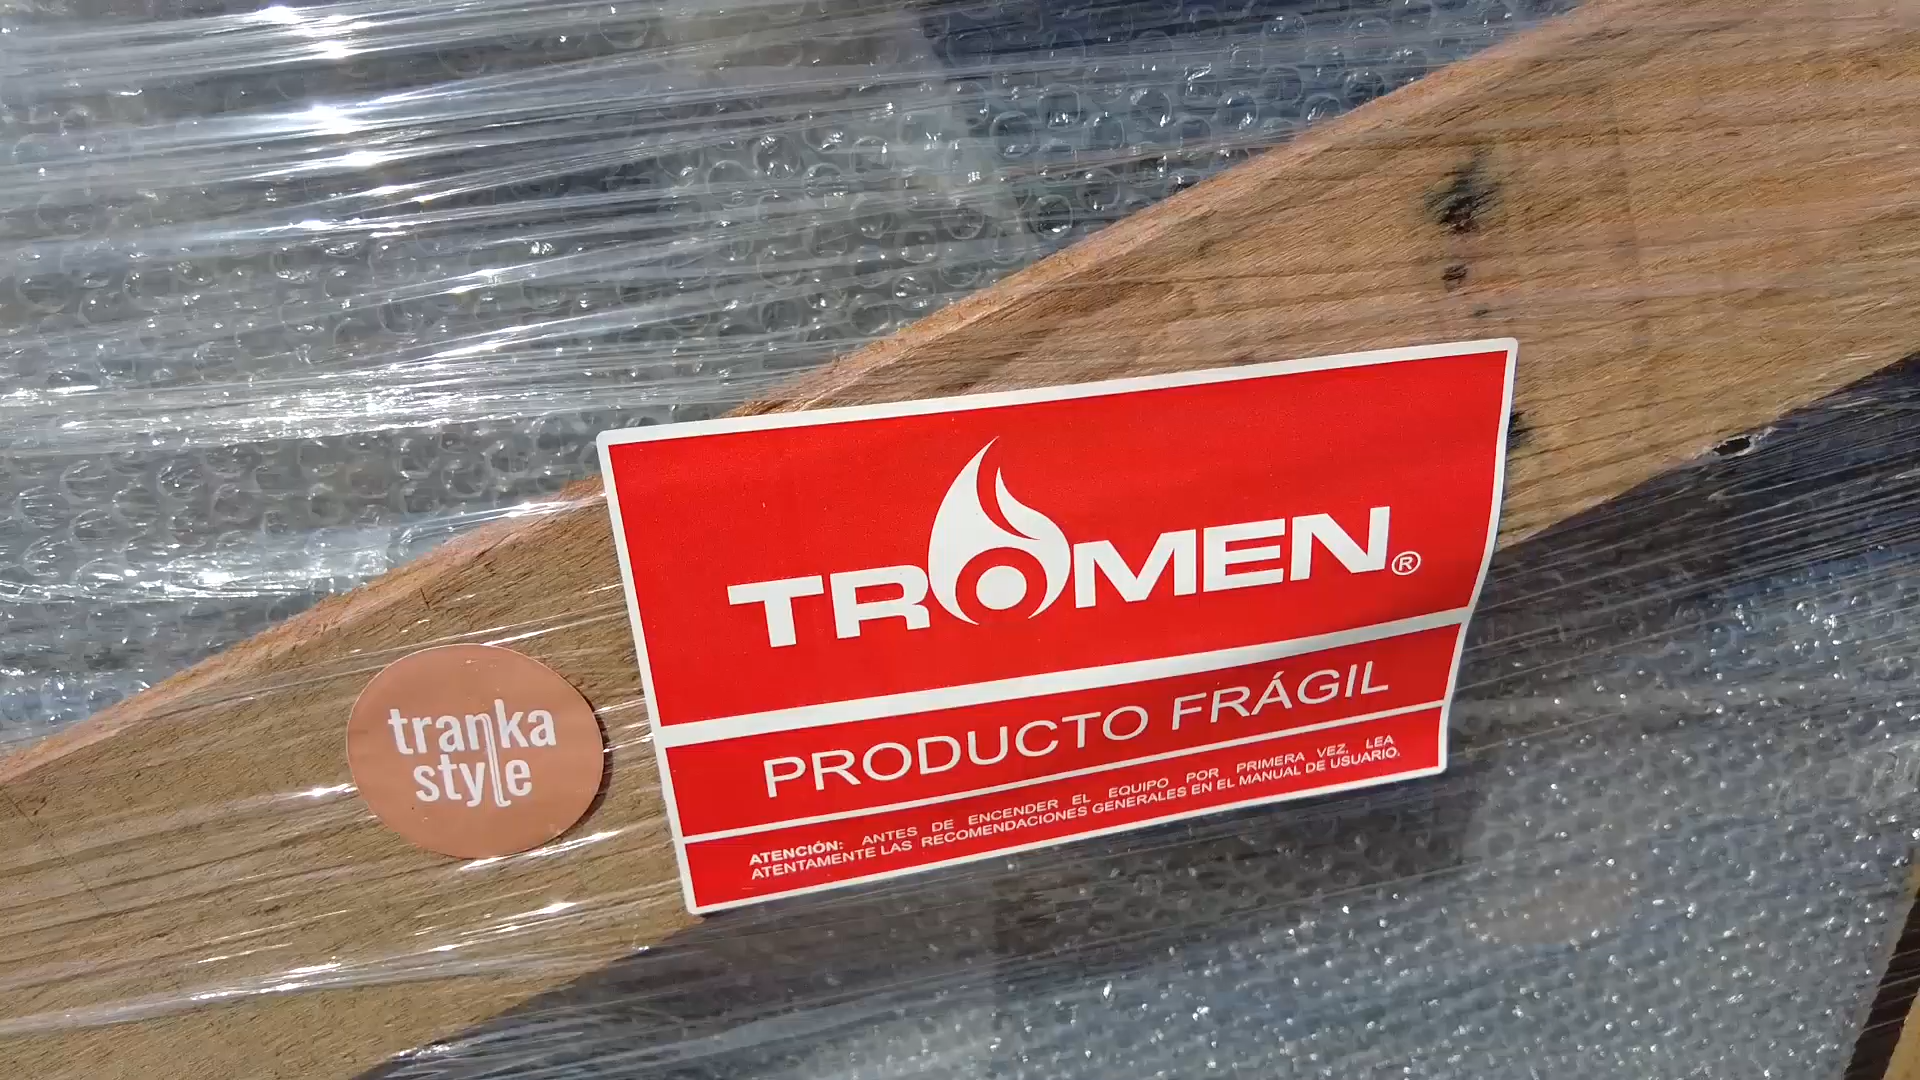 TROMEN®
PRODUCTO FRÁGIL
ATENCIÓN: ANTES DE ENCENDER EL EQUIPO POR PRIMERA VEZ, LEA
ATENTAMENTE LAS RECOMENDACIONES GENERALES EN EL MANUAL DE USUARIO.
tranka
style